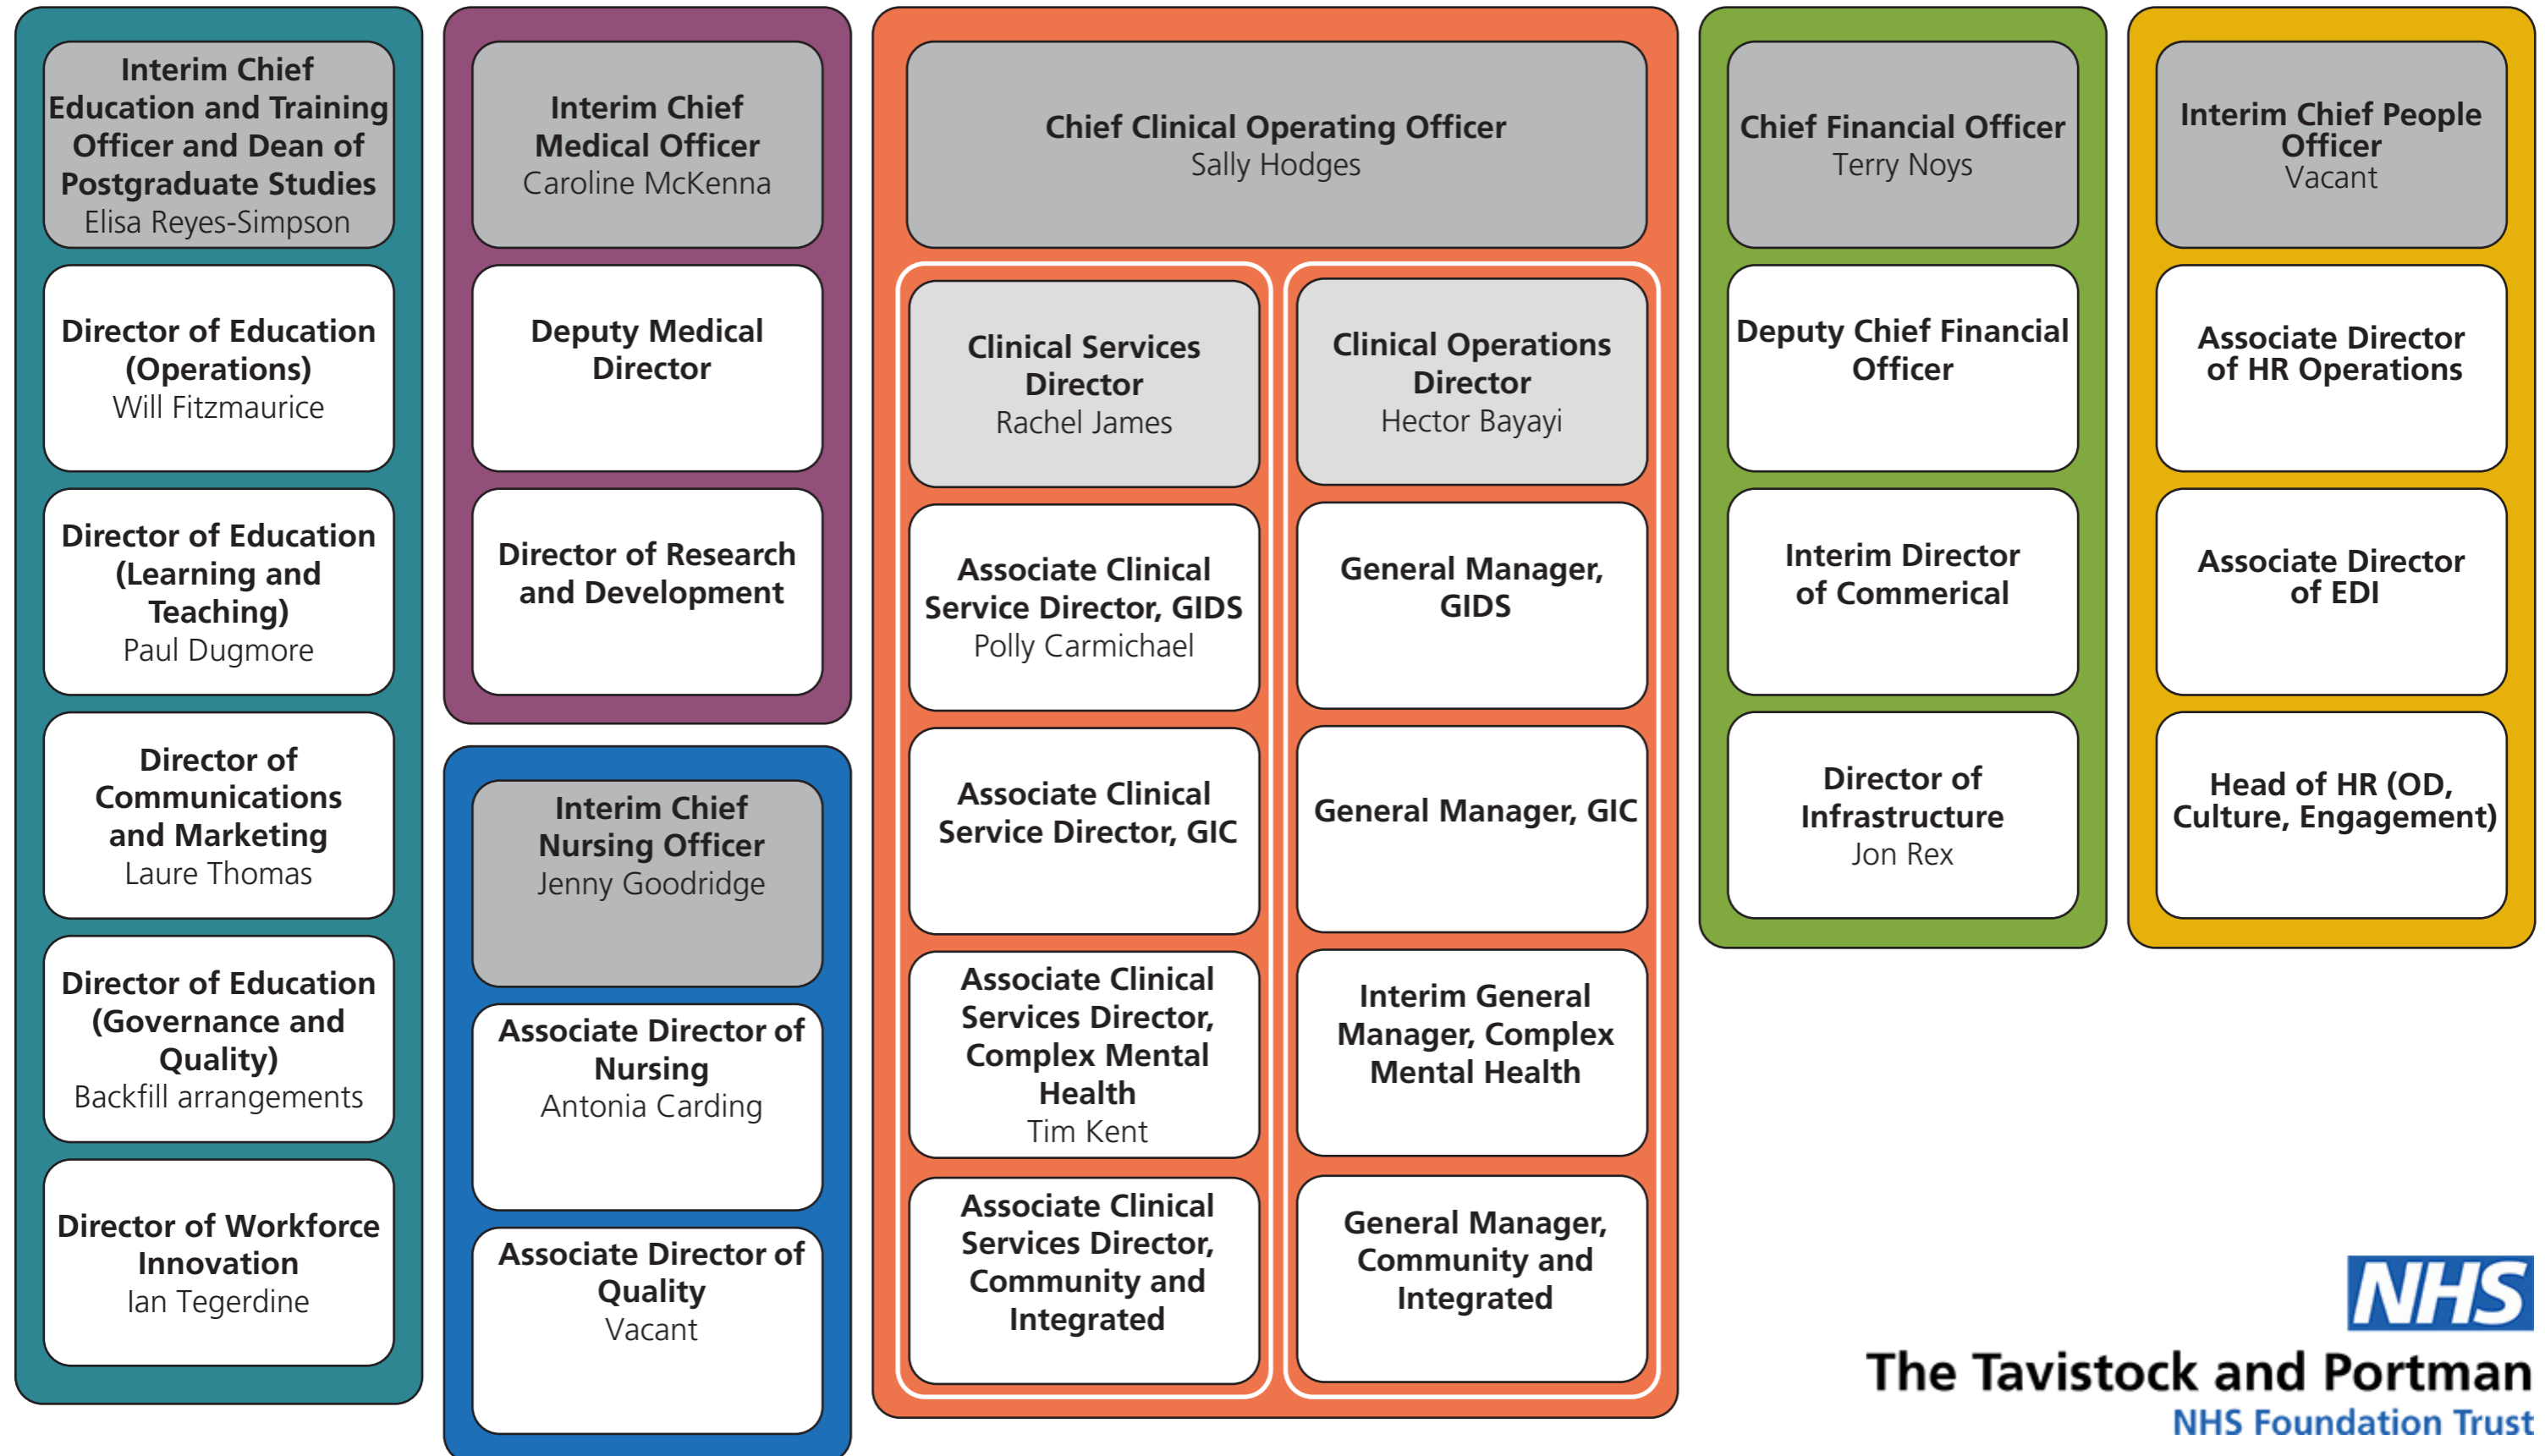 Interim Chief
Education and Training
Officer and Dean of
Postgraduate Studies
Elisa Reyes-Simpson
Director of Education
(Operations)
Will Fitzmaurice
Director of Education
(Learning and
Teaching)
Paul Dugmore
Director of
Communications
and Marketing
Laure Thomas
Director of Education
(Governance and
Quality)
Backfill arrangements
Director of Workforce
Innovation
Ian Tegerdine
Interim Chief
Medical Officer
Caroline McKenna
Deputy Medical
Director
Director of Research
and Development
Interim Chief
Nursing Officer
Jenny Goodridge
Associate Director of
Nursing
Antonia Carding
Associate Director of
Quality
Vacant
Chief Clinical Operating Officer
Sally Hodges
Clinical Services
Director
Rachel James
Associate Clinical
Service Director, GIDS
Polly Carmichael
Associate Clinical
Service Director, GIC
Associate Clinical
Services Director,
Complex Mental
Health
Tim Kent
Associate Clinical
Services Director,
Community and
Integrated
Clinical Operations
Director
Hector Bayayi
General Manager,
GIDS
General Manager, GIC
Interim General
Manager, Complex
Mental Health
General Manager,
Community and
Integrated
Chief Financial Officer
Terry Noys
Deputy Chief Financial
Officer
Interim Director
of Commerical
Director of
Infrastructure
Jon Rex
Interim Chief People
Officer
Vacant
Associate Director
of HR Operations
Associate Director
of EDI
Head of HR (OD,
Culture, Engagement)
NHS
The Tavistock and Portman
NHS Foundation Trust